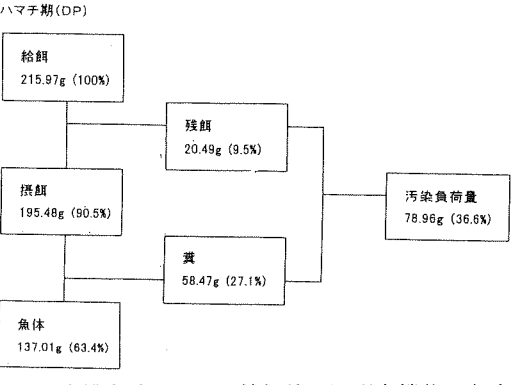 ハマチ期(DP)
給餌
215.97g (100%)
残餌
20.49g (9.5%)
摂餌
195.48g (90.5%)
汚染負荷量
78.96g (36.6%)
糞
58.47g (27.1%)
魚体
137.01g (63.4%)